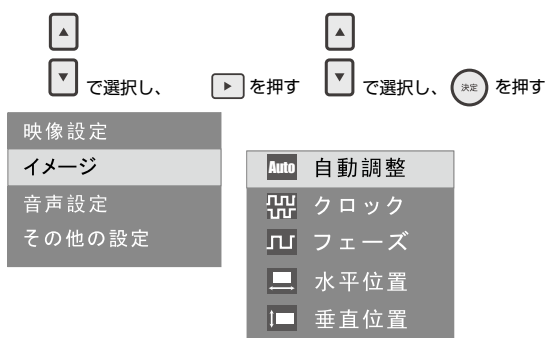 で選択し、 を押す で選択し、 決定 を押す
映像設定
イメージ
音声設定
その他の設定
Auto 自動調整
クロック
フェーズ
水平位置
垂直位置